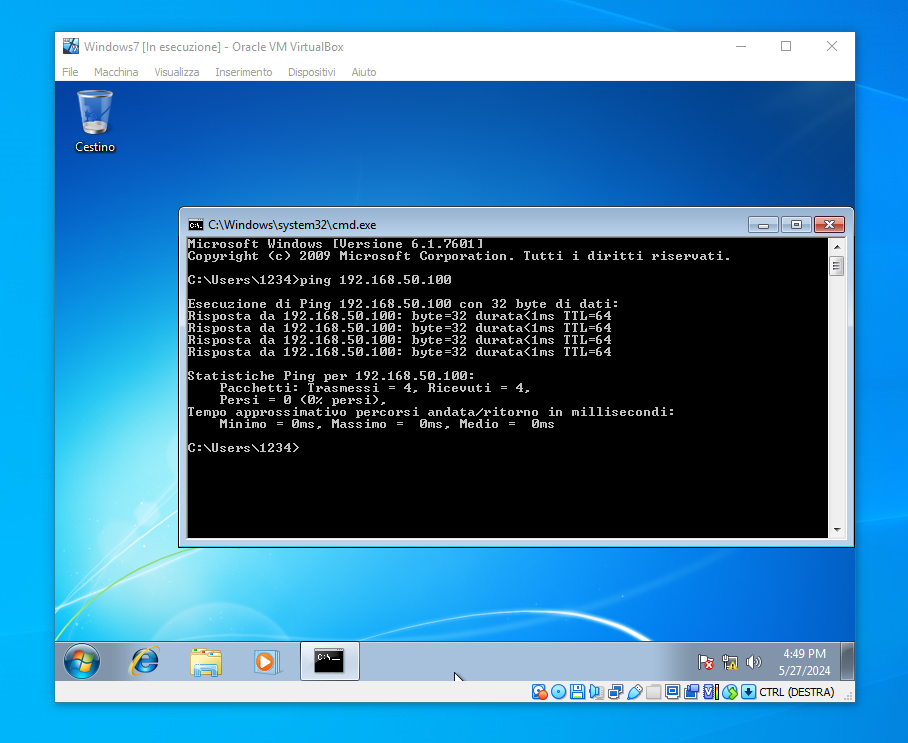 Windows7 [In esecuzione] - Oracle VM VirtualBox
File Macchina Visualizza Inserimento Dispositivi Aiuto
Cestino
C:\Windows\system32\cmd.exe
Microsoft Windows [Versione 6.1.7601]
Copyright (c) 2009 Microsoft Corporation. Tutti i diritti riservati.
C:\Users\1234>ping 192.168.50.100
Esecuzione di Ping 192.168.50.100 con 32 byte di dati:
Risposta da 192.168.50.100: byte=32 durata<1ms TTL=64
Risposta da 192.168.50.100: byte=32 durata<1ms TTL=64
Risposta da 192.168.50.100: byte=32 durata<1ms TTL=64
Risposta da 192.168.50.100: byte=32 durata<1ms TTL=64
Statistiche Ping per 192.168.50.100:
Pacchetti: Trasmessi = 4, Ricevuti = 4,
Persi = 0 (0% persi),
Tempo approssimativo percorsi andata/ritorno in millisecondi:
Minimo = 0ms, Massimo =  0ms, Medio =  0ms
C:\Users\1234>
4:49 PM
5/27/2024
CTRL (DESTRA)